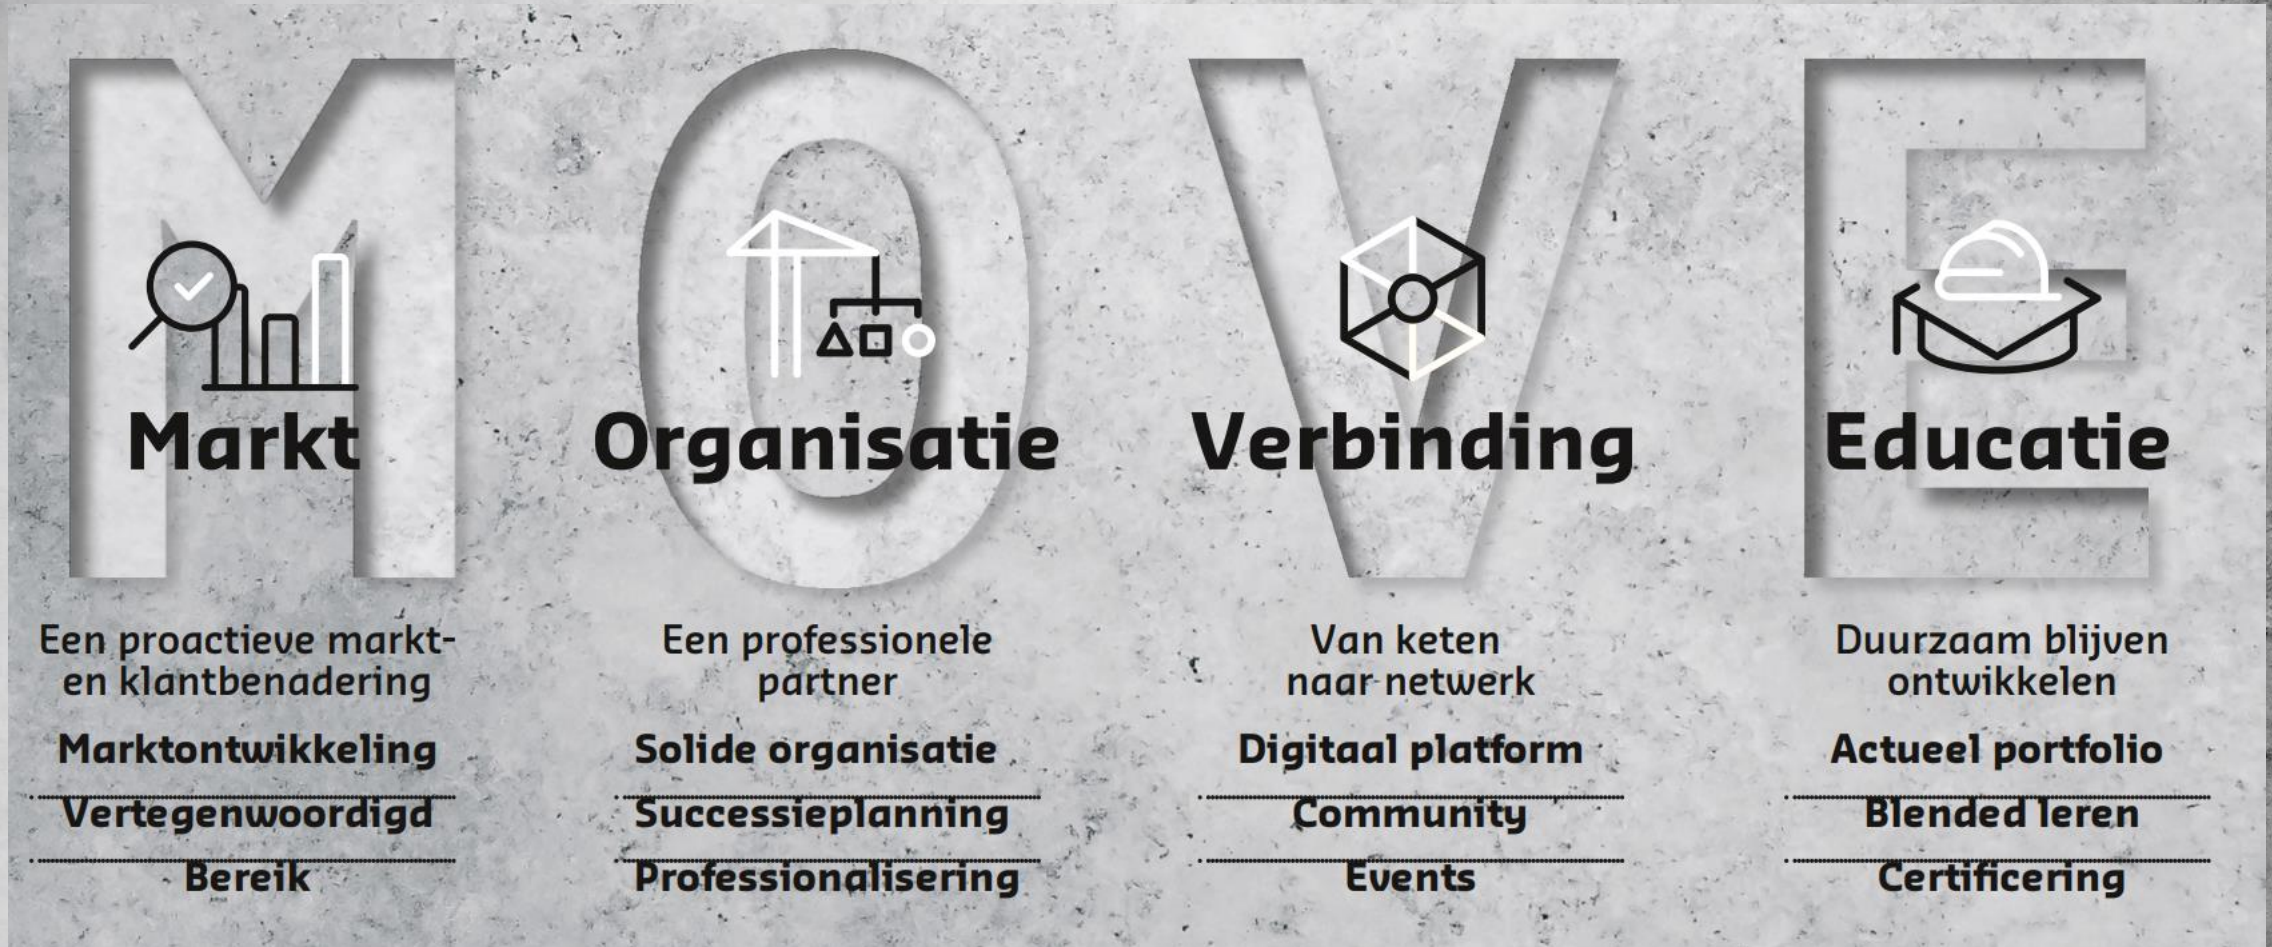 M O V E
Markt
Organisatie
Verbinding
Educatie
Een proactieve markt-
en klantbenadering
Een professionele
partner
Van keten
naar netwerk
Duurzaam blijven
ontwikkelen
Marktontwikkeling
Vertegenwoordigd
Bereik
Solide organisatie
Successieplanning
Professionalisering
Digitaal platform
Community
Events
Actueel portfolio
Blended leren
Certificering